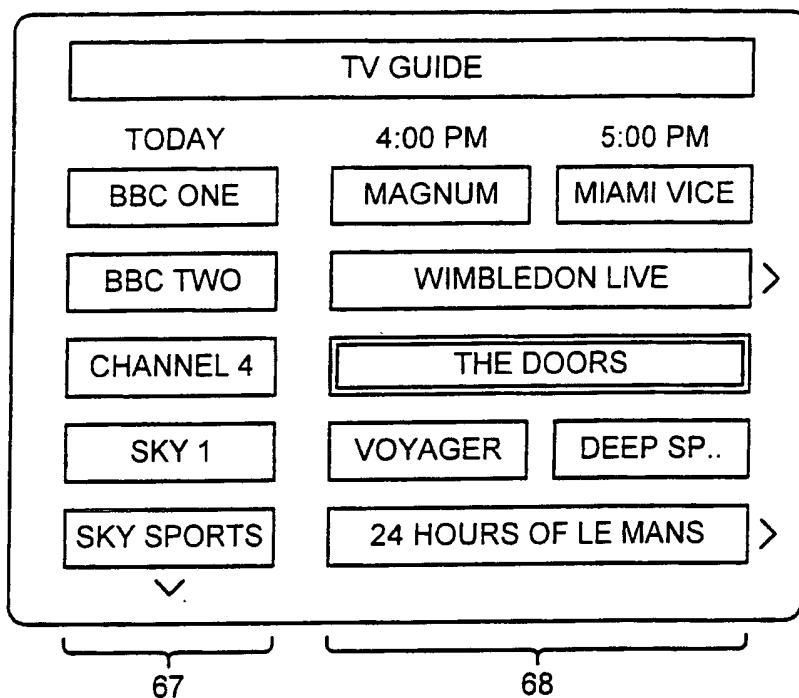 TV GUIDE
TODAY 4:00 PM 5:00 PM
BBC ONE MAGNUM MIAMI VICE
BBC TWO WIMBLEDON LIVE >
CHANNEL 4 THE DOORS
SKY 1 VOYAGER DEEP SP..
SKY SPORTS 24 HOURS OF LE MANS >
67 68